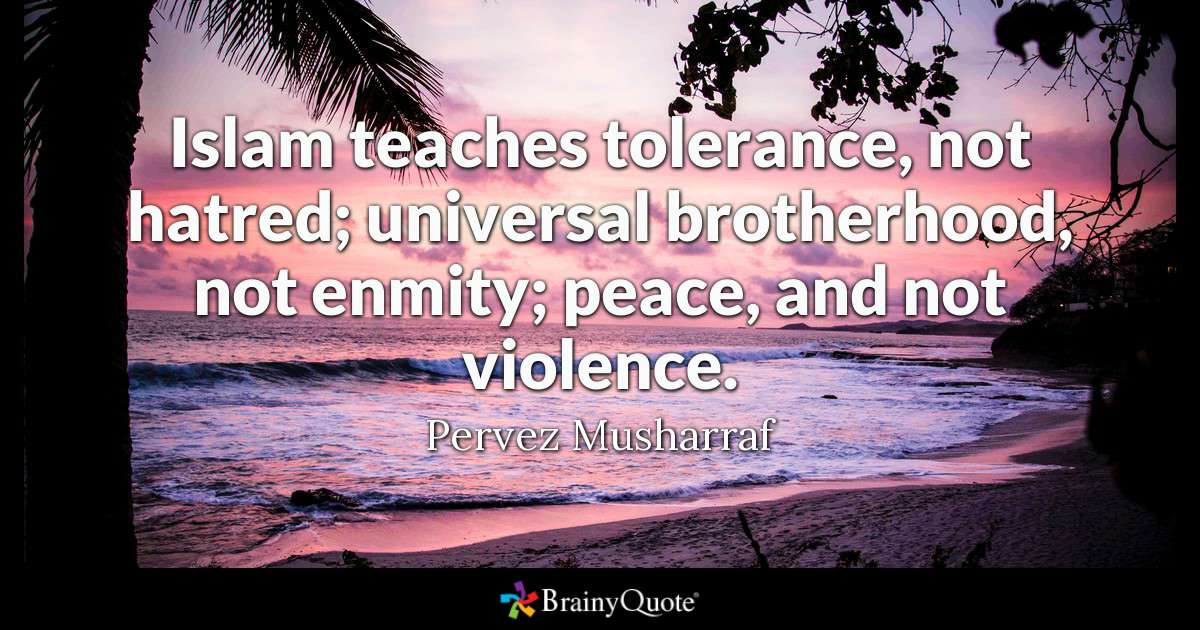 Islam teaches tolerance, not
hatred; universal brotherhood,
not enmity; peace, and not
violence.
Pervez Musharraf
BrainyQuote®